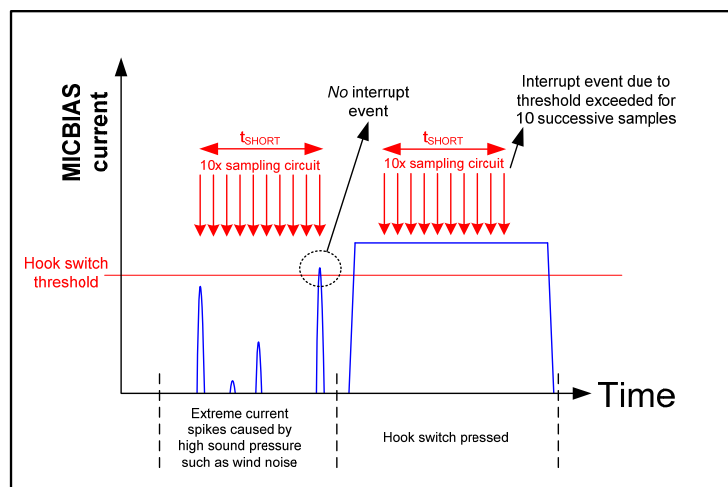 MICBIAS
current
No interrupt
event
Interrupt event due to
threshold exceeded for
10 successive samples
tSHORT
10x sampling circuit
tSHORT
10x sampling circuit
Hook switch
threshold
Time
Extreme current
spikes caused by
high sound pressure
such as wind noise
Hook switch pressed